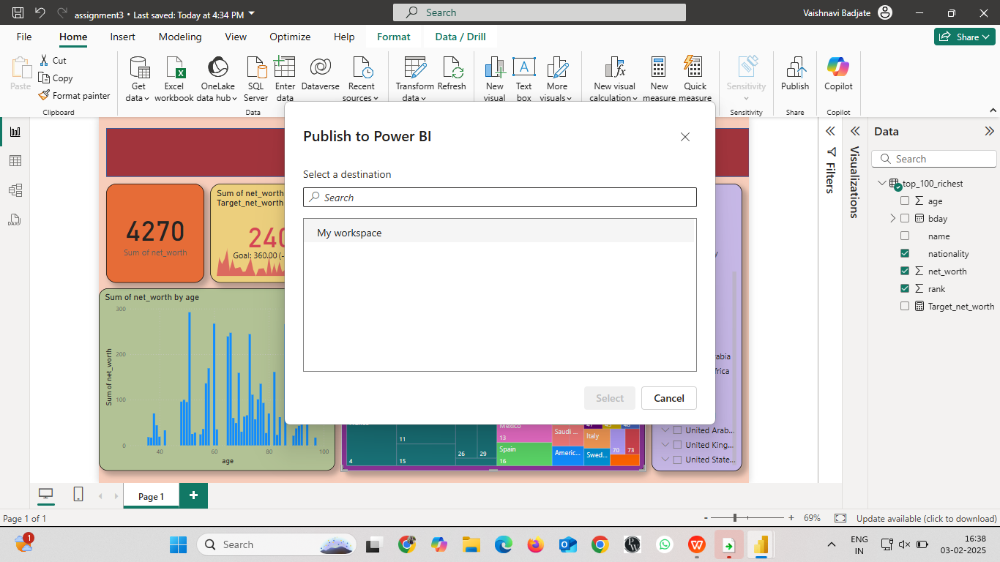 assignment3 • Last saved: Today at 4:34 PM
Search
Vaishnavi Badjate
File
Home
Insert
Modeling
View
Optimize
Help
Format
Data / Drill
Share
Paste
Cut
Copy
Format painter
Clipboard
Get data
Excel workbook
OneLake data hub
SQL Server
Enter data
Dataverse
Recent sources
Data
Transform data
Refresh
New visual
Text box
More visuals
New visual calculation
New measure
Quick measure
Sensitivity
Sensitivity
Publish
Share
Copilot
Copilot
Publish to Power BI
Select a destination
Search
My workspace
Select
Cancel
4270
Sum of net_worth
Sum of net_worth
Target_net_worth
240
Goal: 360.00 (-
Sum of net_worth by age
Sum of net_worth
300
200
100
0
40
60
80
100
age
4
11
15
26
29
Mexico
13
Spain
16
Saudi ...
Americ...
Italy
Swed...
70
73
United Arab...
United King...
United State...
Filters
Visualizations
Data
Search
top_100_richest
age
bday
name
nationality
net_worth
rank
Target_net_worth
Page 1
Page 1 of 1
- + 69%
Update available (click to download)
1
Search
ENG
IN
16:38
03-02-2025